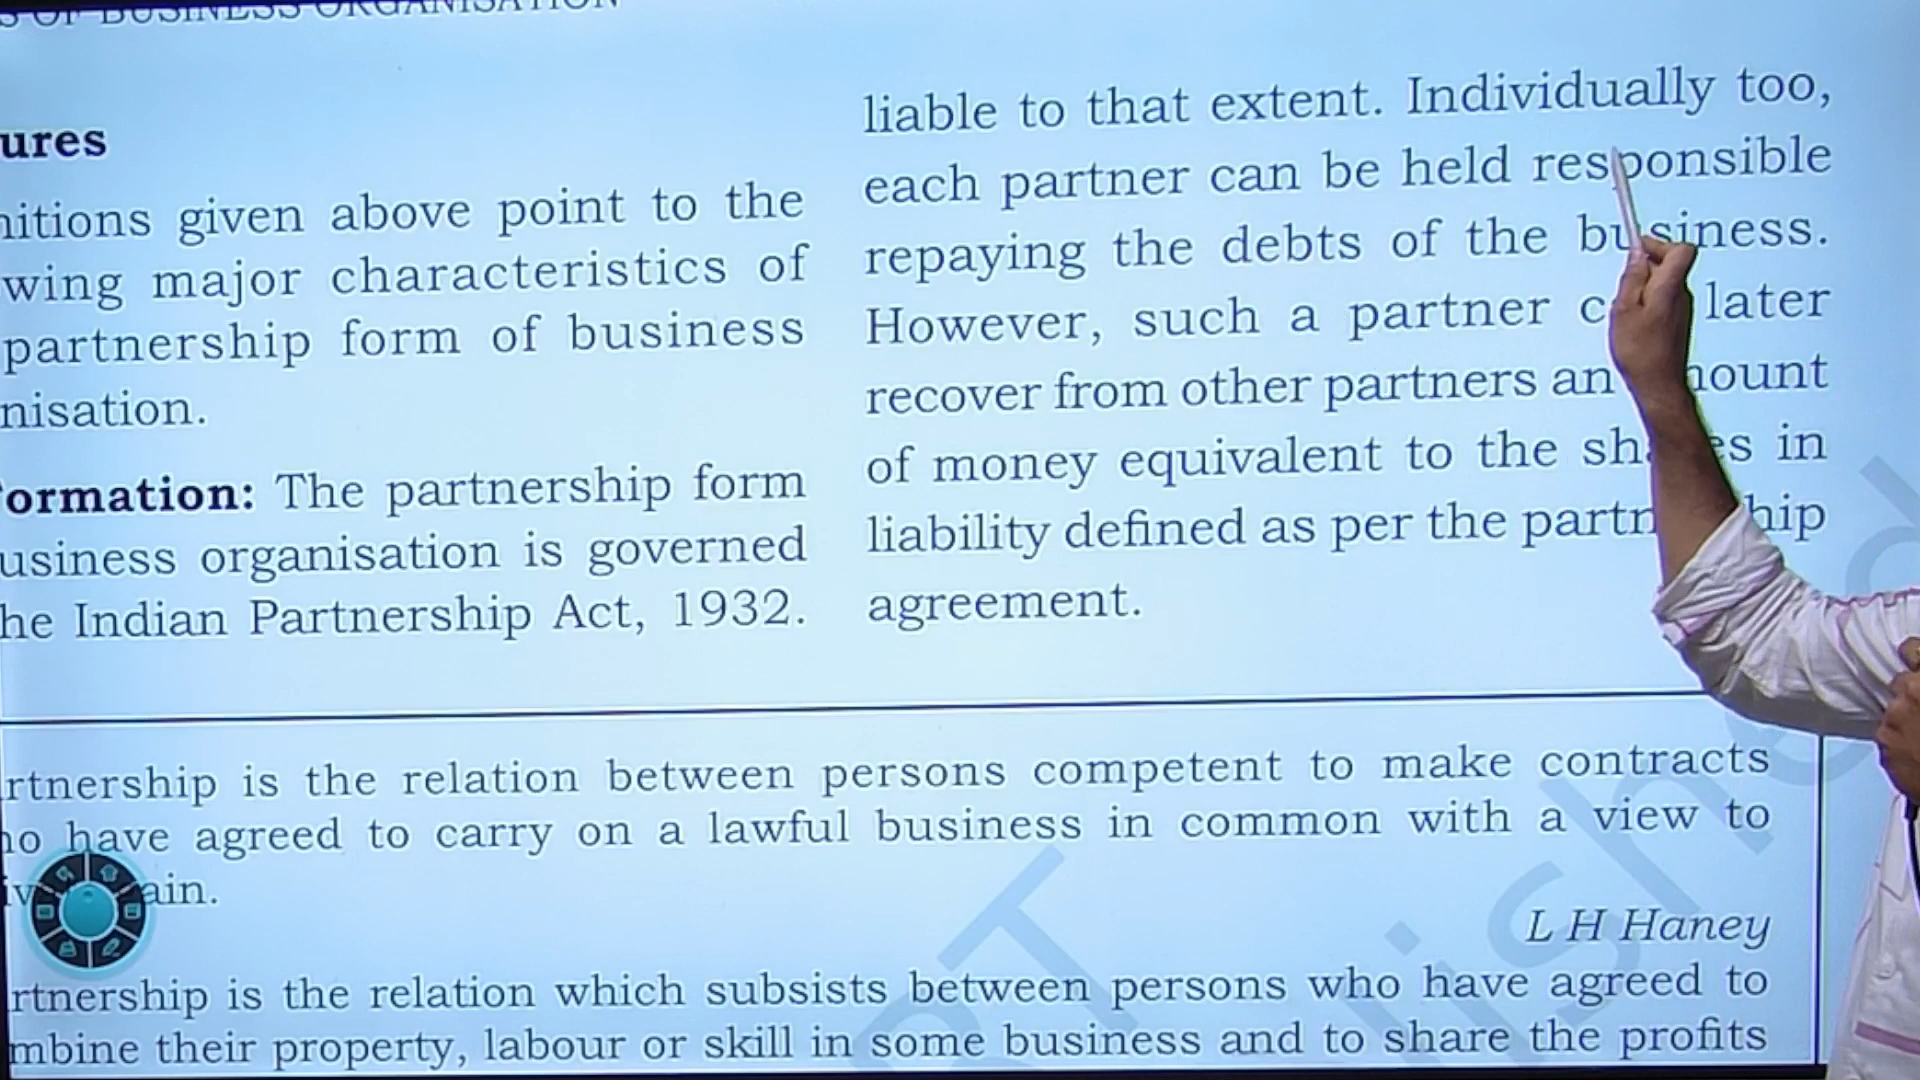 S OF BUSINESS ORGANISATION
ures
nitions given above point to the
wing major characteristics of
partnership form of business
nisation.
ormation: The partnership form
usiness organisation is governed
he Indian Partnership Act, 1932.
liable to that extent. Individually too,
each partner can be held responsible
repaying the debts of the business.
However, such a partner later
recover from other partners an
of money equivalent to the in
liability defined as per the
agreement.
rtnership is the relation between persons competent to make contracts
have agreed to carry on a lawful business in common with a view to
ain.
L H Haney
rtnership is the relation which subsists between persons who have agreed to
mbine their property, labour or skill in some business and to share the profits